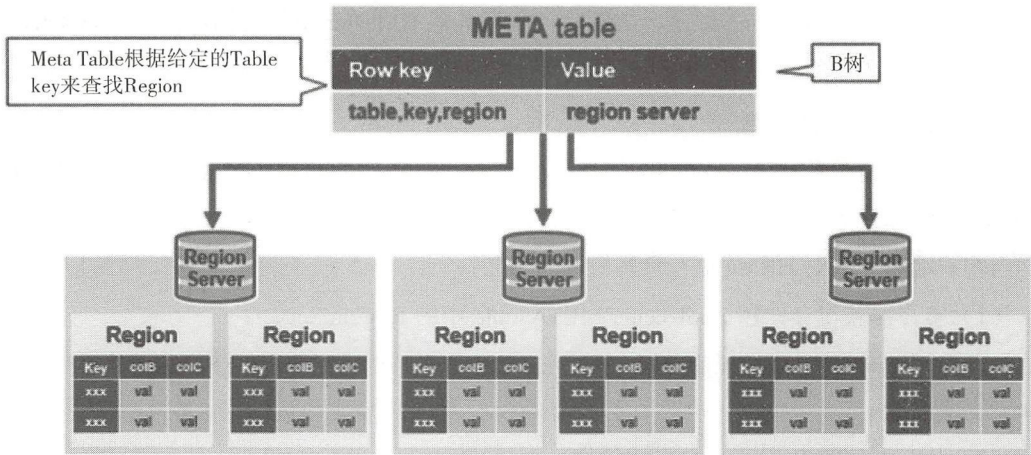 META table
Meta Table根据给定的Table
key来查找Region
Row key Value
B树
table,key,region region server
Region
Server
Region
Server
Region
Server
Region Region Region Region Region Region
Key colB colC Key colB colC Key colB colC Key colB colC Key colB colC Key colB colC
xxx val val xxx val val xxx val val xxx val val xxx val val xxx val val
xxx val val xxx val val xxx val val xxx val val xxx val val xxx val val